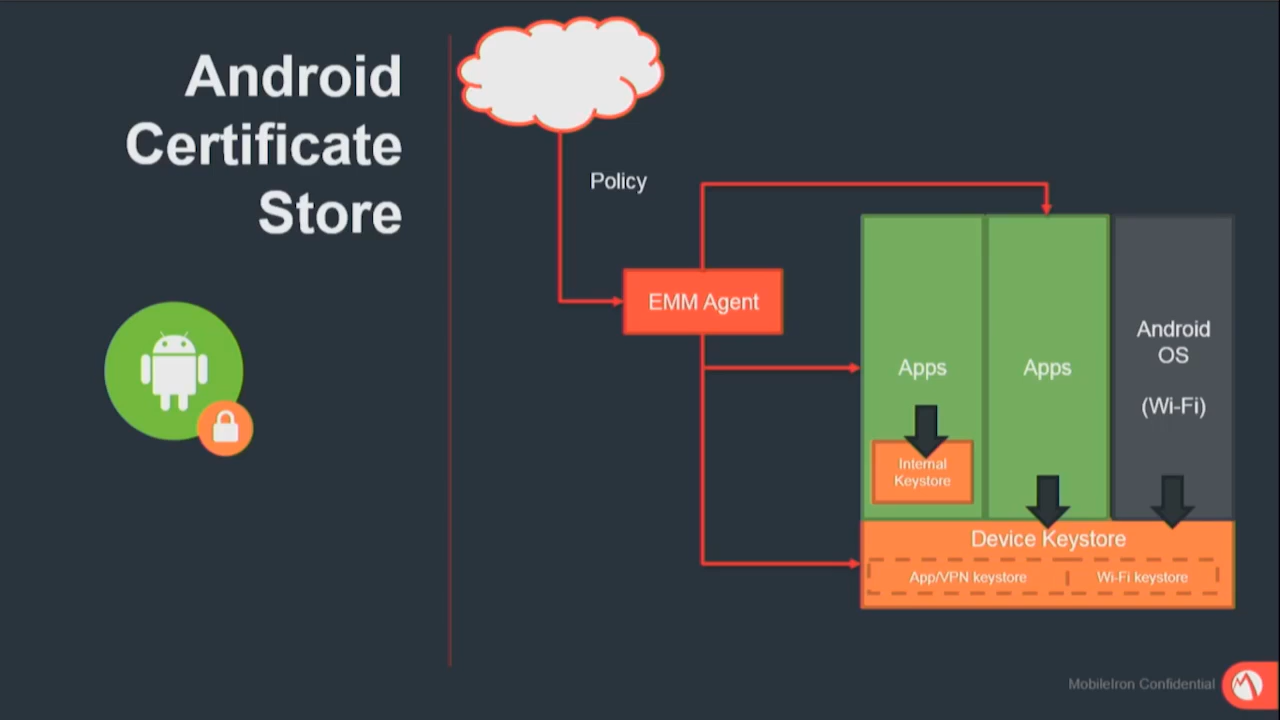 Android
Certificate
Store
Policy
EMM Agent
Apps
Apps
Android
OS
(Wi-Fi)
Internal
Keystore
Device Keystore
App/VPN keystore
Wi-Fi keystore
MobileIron Confidential